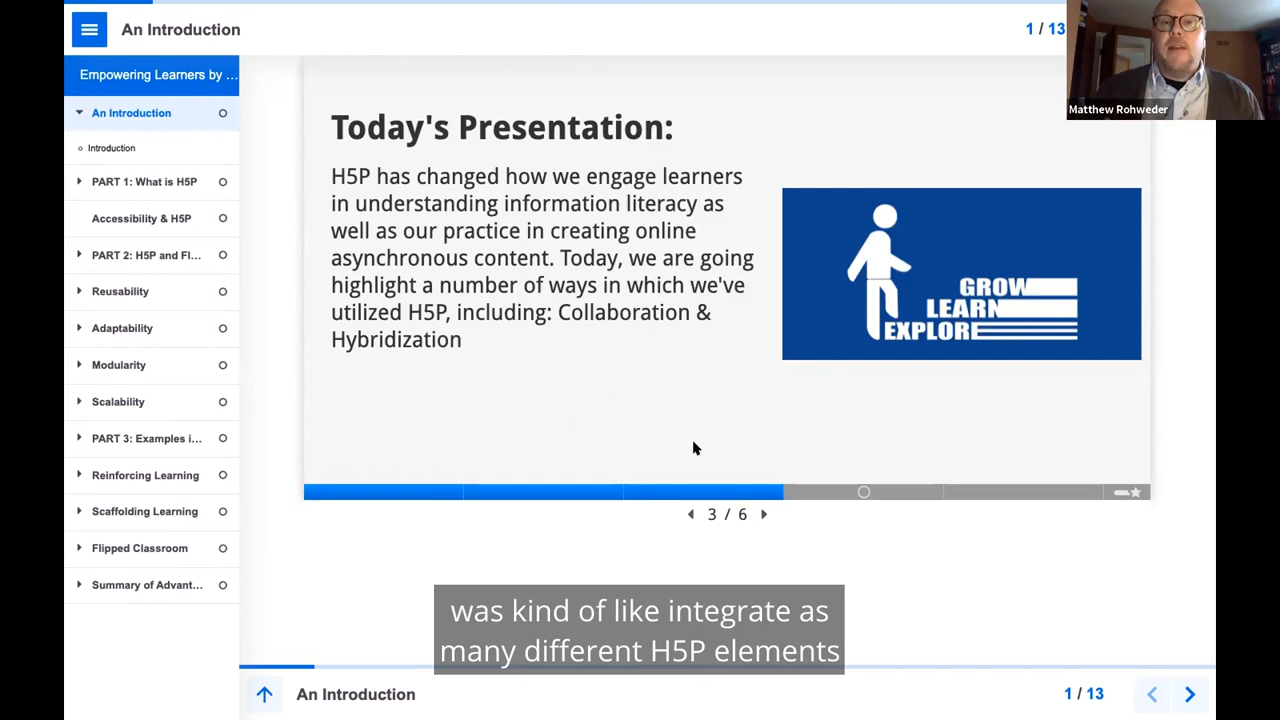 An Introduction
1 / 13
Matthew Rohweder
Empowering Learners by ...
An Introduction
Introduction
PART 1: What is H5P
Accessibility & H5P
PART 2: H5P and Fl...
Reusability
Adaptability
Modularity
Scalability
PART 3: Examples i...
Reinforcing Learning
Scaffolding Learning
Flipped Classroom
Summary of Advant...
Today's Presentation:
H5P has changed how we engage learners
in understanding information literacy as
well as our practice in creating online
asynchronous content. Today, we are going
highlight a number of ways in which we've
utilized H5P, including: Collaboration &
Hybridization
GROW
LEARN
EXPLORE
3 / 6
was kind of like integrate as
many different H5P elements
An Introduction
1 / 13